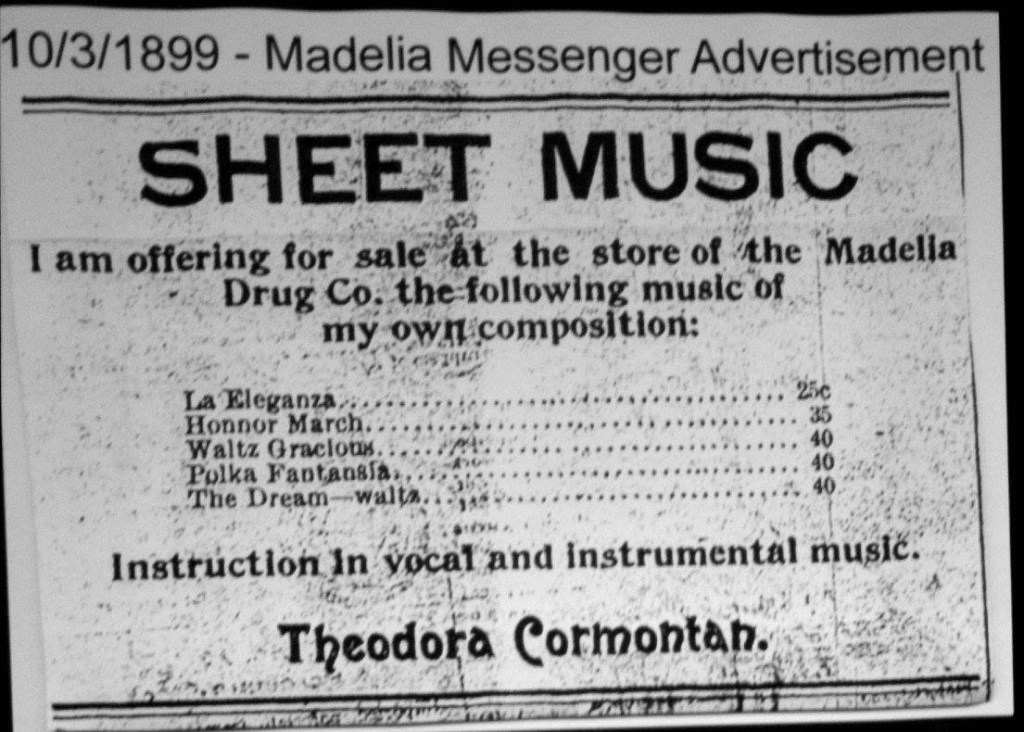 10/3/1899 - Madelia Messenger Advertisement
SHEET MUSIC
I am offering for sale at the store of the Madelia
Drug Co. the following music of
my own composition:
La Eleganza........................................ 25c
Honnor March........................................ 35
Waltz Gracious........................................ 40
Polka Fantansia........................................ 40
The Dream—waltz........................................ 40
Instruction in vocal and instrumental music.
Theodora Cormontan.